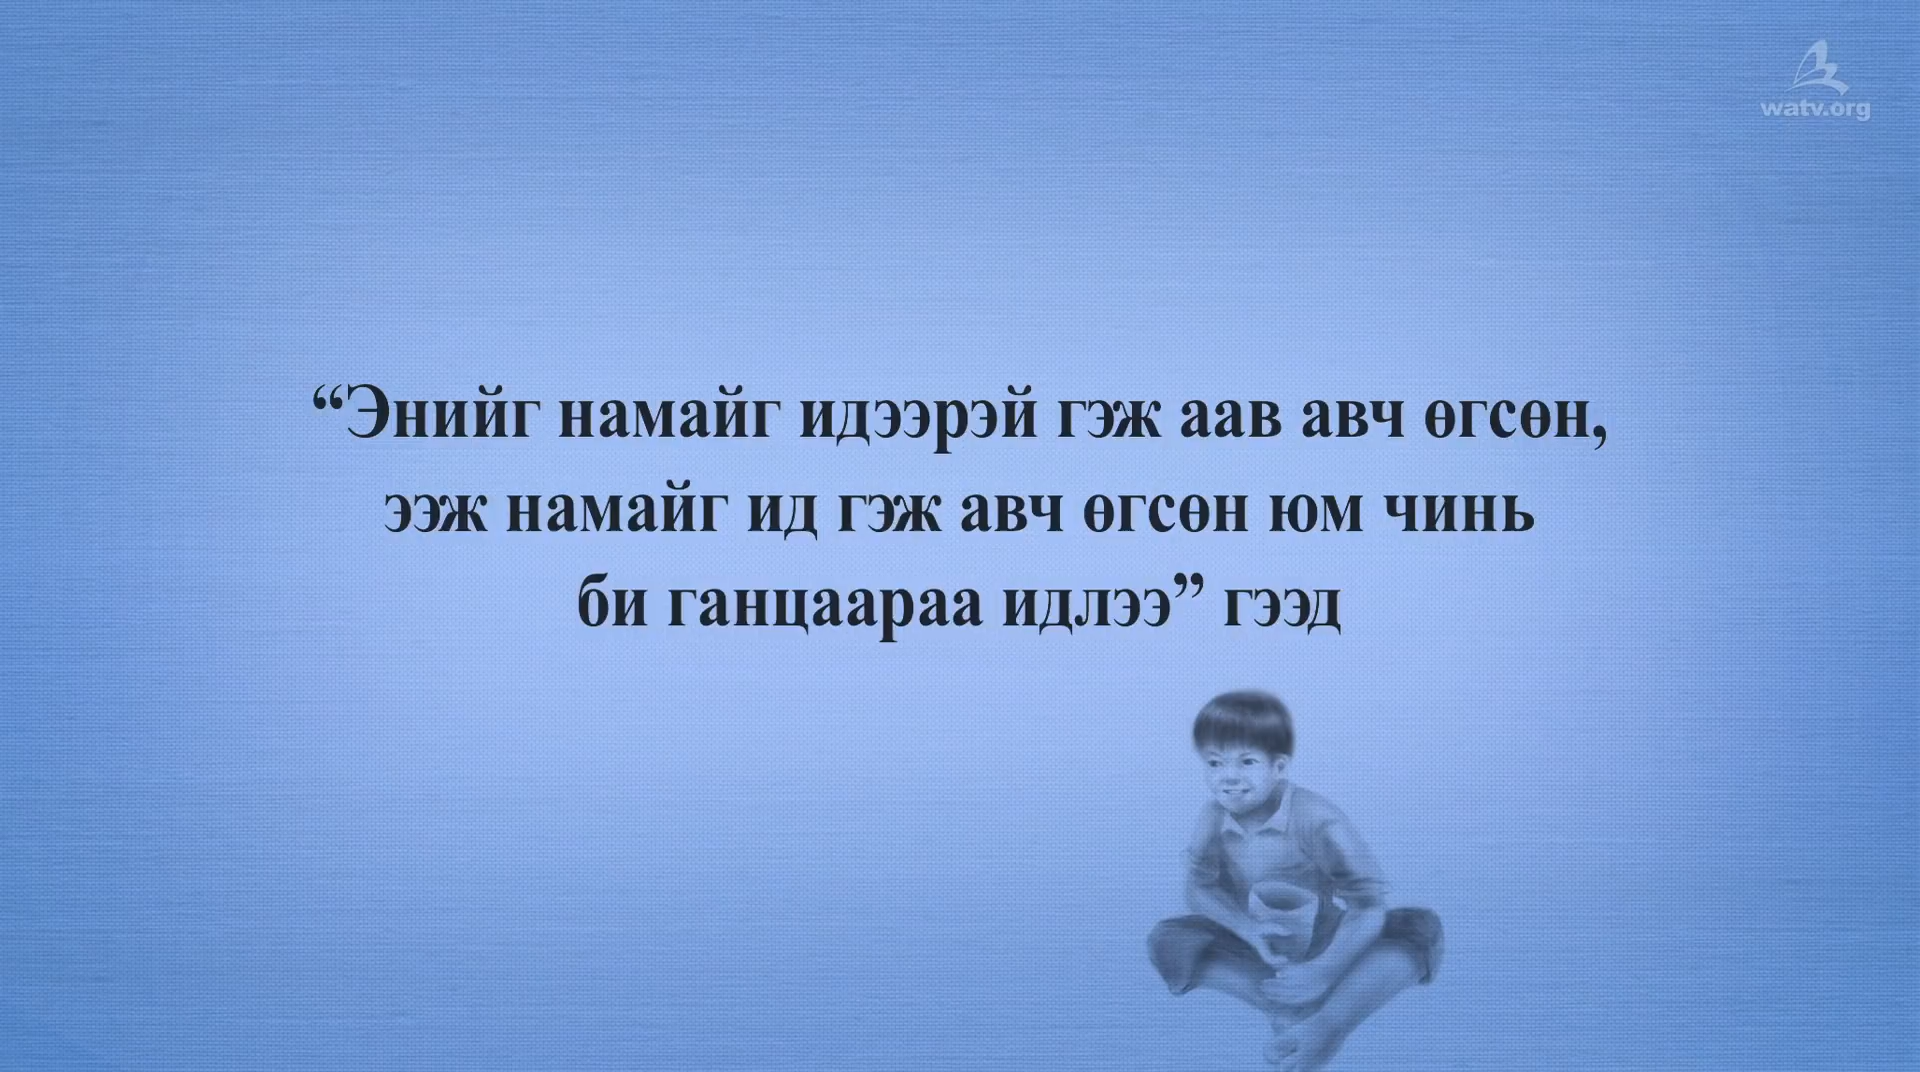 watv.org
“Энийг намайг идээрэй гэж аав авч өгсөн,
ээж намайг ид гэж авч өгсөн юм чинь
би ганцаараа идлээ” гээд